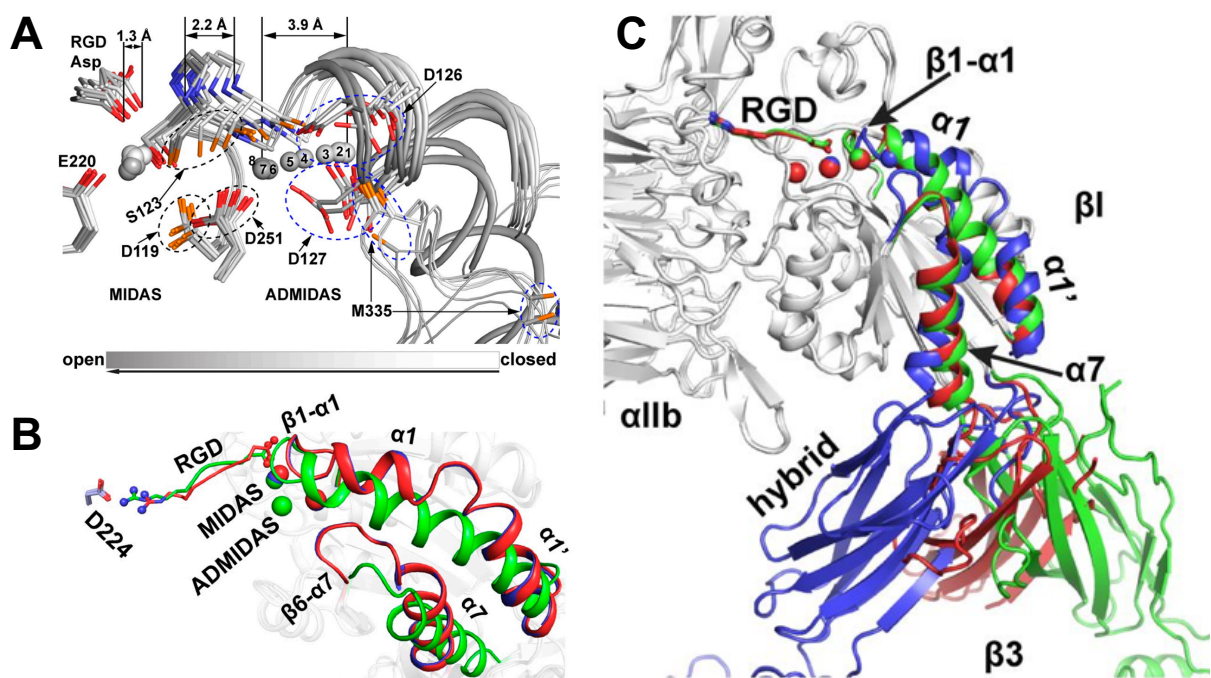 A
RGD
Asp
1.3 Å
2.2 Å
3.9 Å
D126
E220
8 7 6 5 4 3 2 1
S123
D119
D251
D127
M335
MIDAS
ADMIDAS
open
closed
B
RGD
β1-α1
α1
D224
MIDAS
ADMIDAS
β6-α7
α7
α1’
C
β1-α1
RGD
α1
βI
α1’
α7
αIIb
hybrid
β3